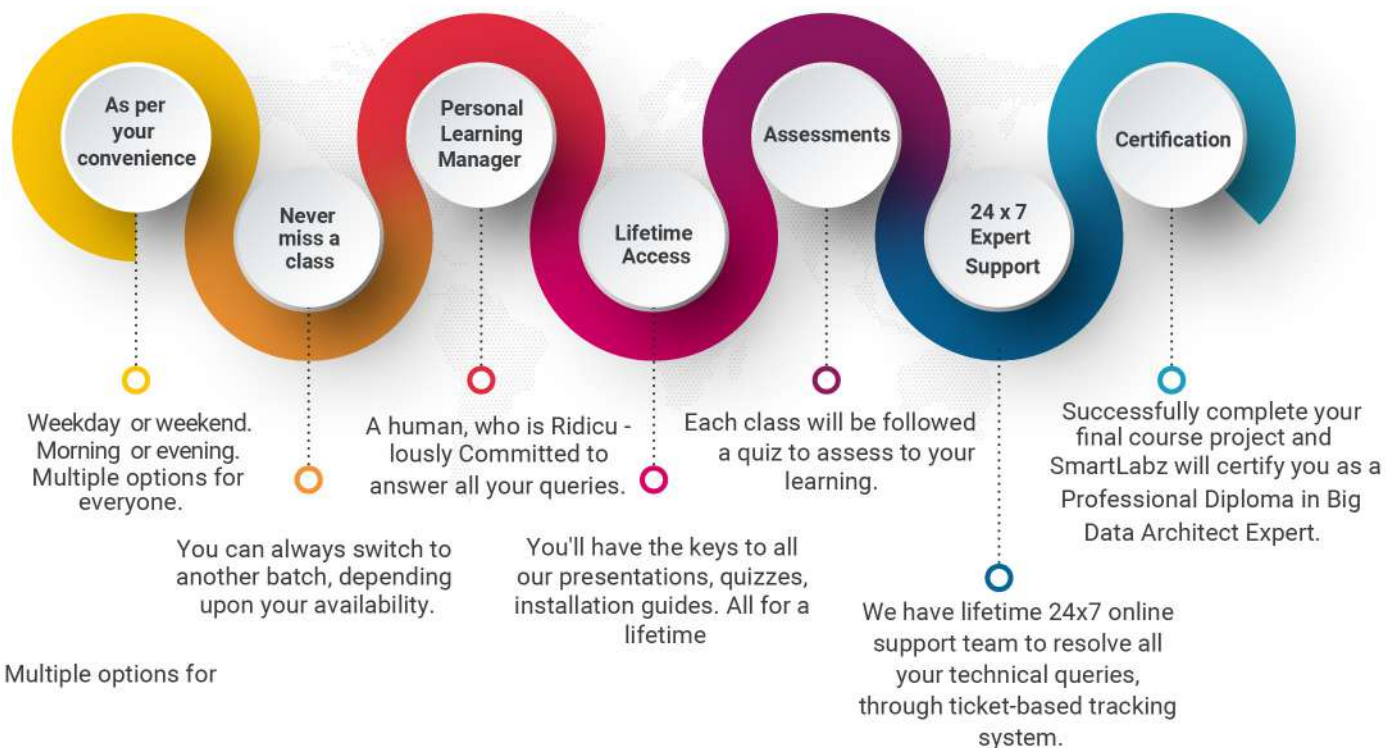 As per
your
convenience
Never
miss a
class
Personal
Learning
Manager
Lifetime
Access
Assessments
24 x 7
Expert
Support
Certification
Weekday or weekend.
Morning or evening.
Multiple options for
everyone.
You can always switch to
another batch, depending
upon your availability.
A human, who is Ridicu -
lously Committed to
answer all your queries.
You'll have the keys to all
our presentations, quizzes,
installation guides. All for a
lifetime
Each class will be followed
a quiz to assess to your
learning.
We have lifetime 24x7 online
support team to resolve all
your technical queries,
through ticket-based tracking
system.
Successfully complete your
final course project and
SmartLabz will certify you as a
Professional Diploma in Big
Data Architect Expert.
Multiple options for